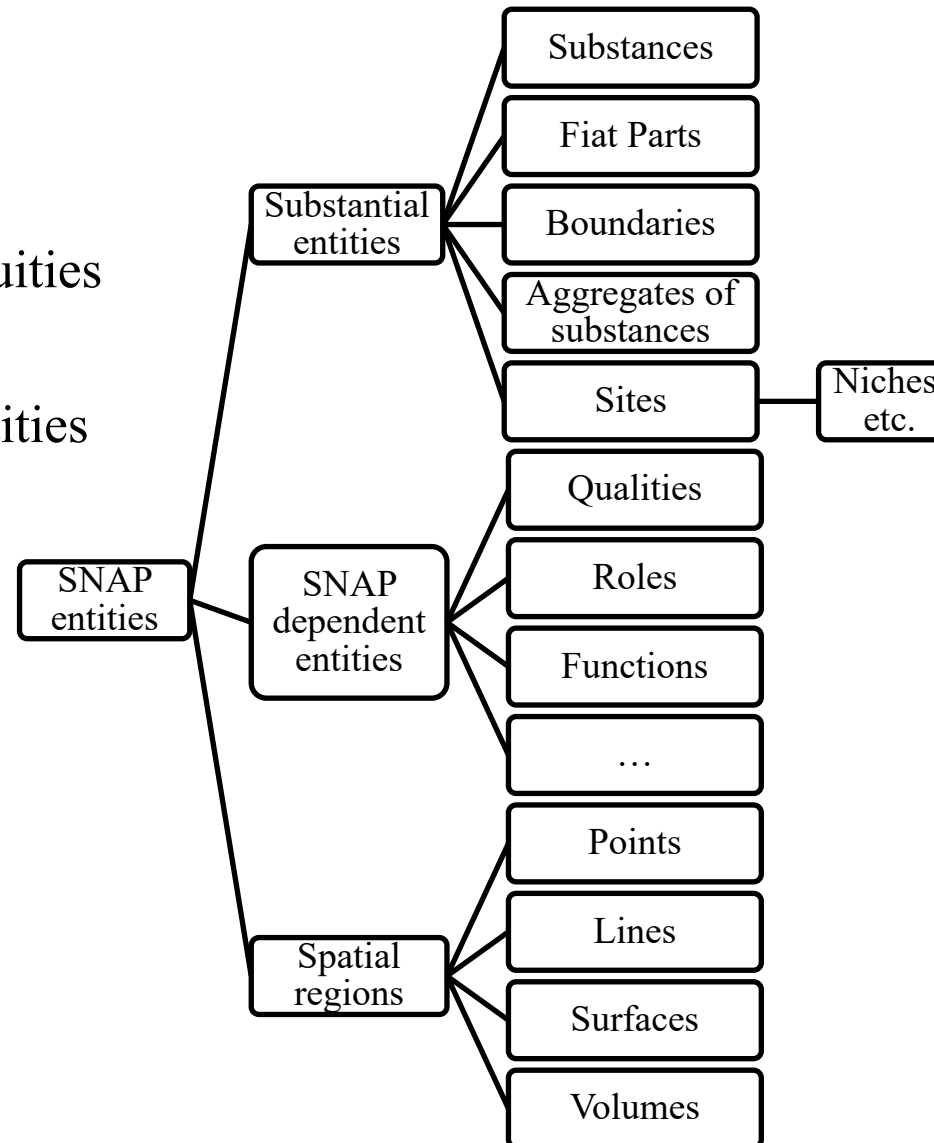 Substances
Fiat Parts
Substantial
entities
Boundaries
uities
Aggregates of
substances
ities
Sites
Niches
etc.
Qualities
SNAP
entities
SNAP
dependent
entities
Roles
Functions
…
Points
Lines
Spatial
regions
Surfaces
Volumes